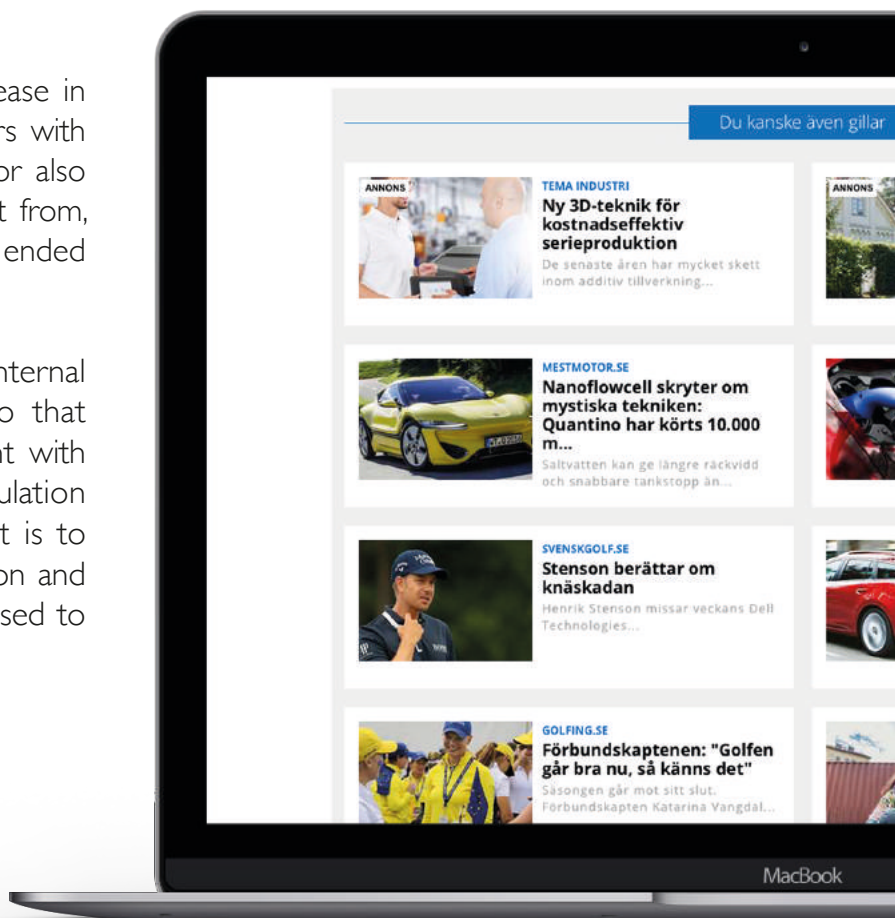 ease in
rs with
or also
t from,
ended
nternal
o that
nt with
ulation
t is to
on and
sed to
Du kanske även gillar
ANNONS
TEMA INDUSTRI
Ny 3D-teknik för
kostnadseffektiv
serieproduktion
De senaste åren har mycket skett
inom additiv tillverkning...
ANNONS
MESTMOTOR.SE
Nanoflowcell skryter om
mystiska tekniken:
Quantino har körts 10.000
m...
Saltvatten kan ge längre räckvidd
och snabbare tankstopp än...
SVENSKGOLF.SE
Stenson berättar om
knäskadan
Henrik Stenson missar veckans Dell
Technologies...
GOLFING.SE
Förbundskaptenen: "Golfen
går bra nu, så känns det"
Säsongen går mot sitt slut.
Förbundskapten Katarina Vangdal...
MacBook